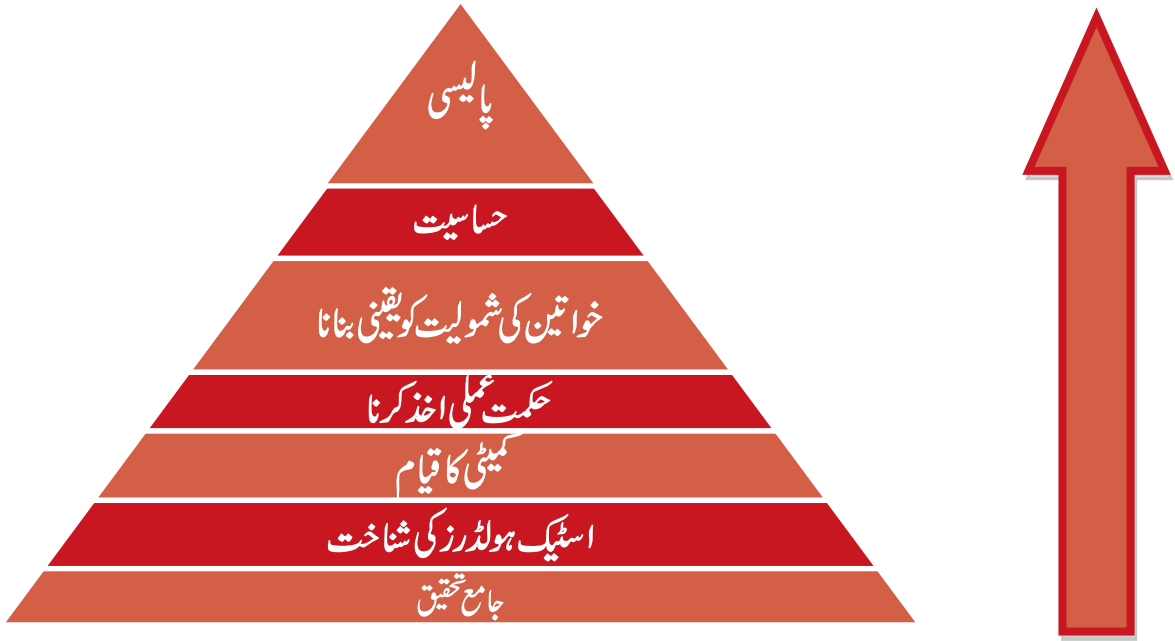 پالیسی
حساسیت
خواتین کی شمولیت کو یقینی بنانا
حکمت عملی اخذ کرنا
کمیٹی کا قیام
اسٹیک ہولڈرز کی شناخت
جامع تحقیق